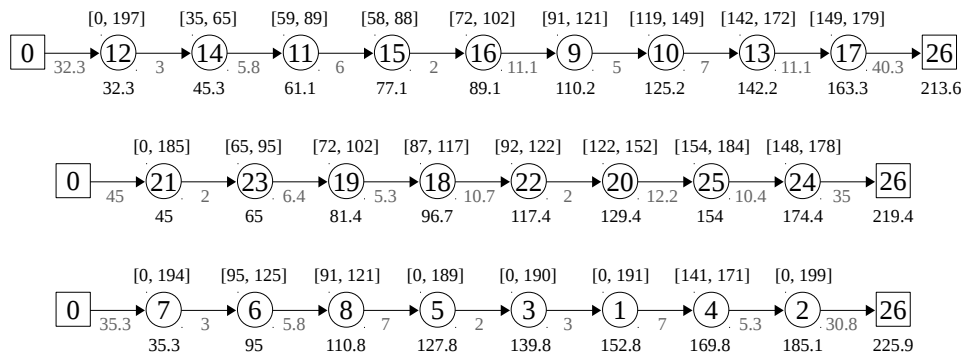 [0, 197] [35, 65] [59, 89] [58, 88] [72, 102] [91, 121] [119, 149] [142, 172] [149, 179]
0 12 14 11 15 16 9 10 13 17 26
32.3 3 5.8 6 2 11.1 5 7 11.1 40.3
32.3 45.3 61.1 77.1 89.1 110.2 125.2 142.2 163.3 213.6
[0, 185] [65, 95] [72, 102] [87, 117] [92, 122] [122, 152] [154, 184] [148, 178]
0 21 23 19 18 22 20 25 24 26
45 2 6.4 5.3 10.7 2 12.2 10.4 35
45 65 81.4 96.7 117.4 129.4 154 174.4 219.4
[0, 194] [95, 125] [91, 121] [0, 189] [0, 190] [0, 191] [141, 171] [0, 199]
0 7 6 8 5 3 1 4 2 26
35.3 3 5.8 7 2 3 7 5.3 30.8
35.3 95 110.8 127.8 139.8 152.8 169.8 185.1 225.9